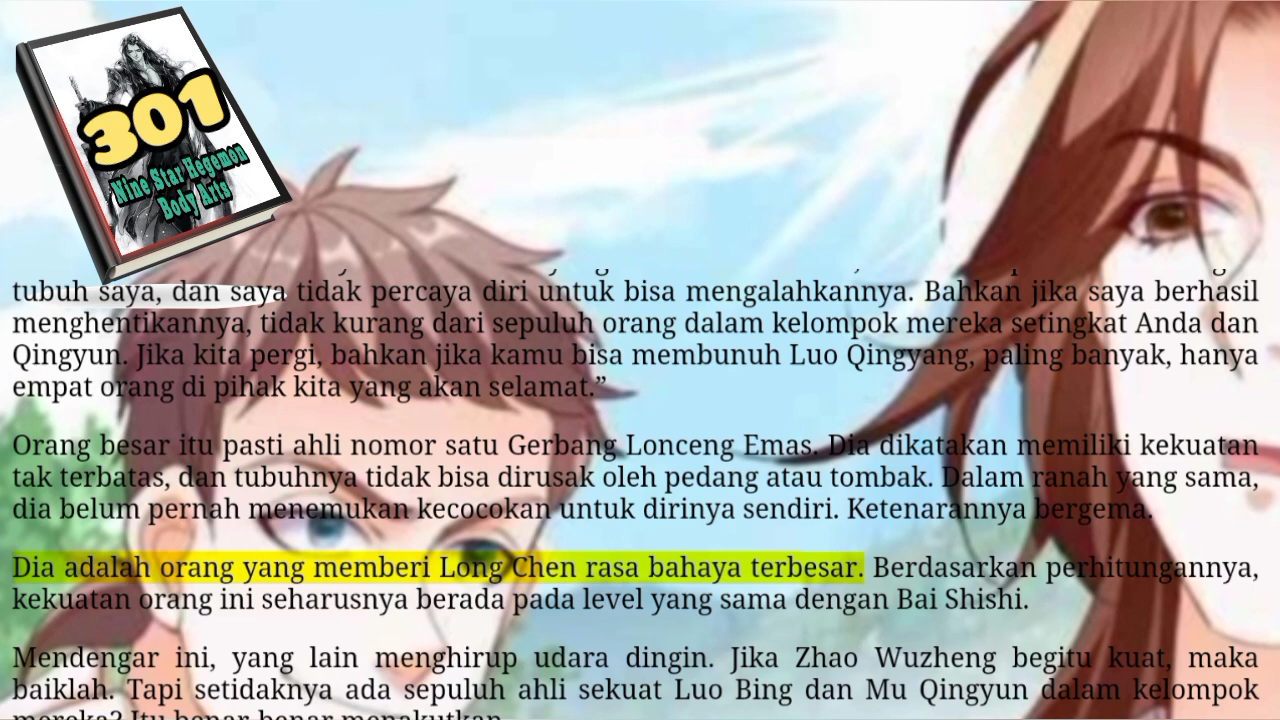 301
Nine Star Hegemon
Body Arts
tubuh saya, dan saya tidak percaya diri untuk bisa mengalahkannya. Bahkan jika saya berhasil
menghentikannya, tidak kurang dari sepuluh orang dalam kelompok mereka setingkat Anda dan
Qingyun. Jika kita pergi, bahkan jika kamu bisa membunuh Luo Qingyang, paling banyak, hanya
empat orang di pihak kita yang akan selamat.”
Orang besar itu pasti ahli nomor satu Gerbang Lonceng Emas. Dia dikatakan memiliki kekuatan
tak terbatas, dan tubuhnya tidak bisa dirusak oleh pedang atau tombak. Dalam ranah yang sama,
dia belum pernah menemukan kecocokan untuk dirinya sendiri. Ketenarannya bergema.
Dia adalah orang yang memberi Long Chen rasa bahaya terbesar. Berdasarkan perhitungannya,
kekuatan orang ini seharusnya berada pada level yang sama dengan Bai Shishi.
Mendengar ini, yang lain menghirup udara dingin. Jika Zhao Wuzheng begitu kuat, maka
baiklah. Tapi setidaknya ada sepuluh ahli sekuat Luo Bing dan Mu Qingyun dalam kelompok
mereka? Itu benar-benar menakutkan.